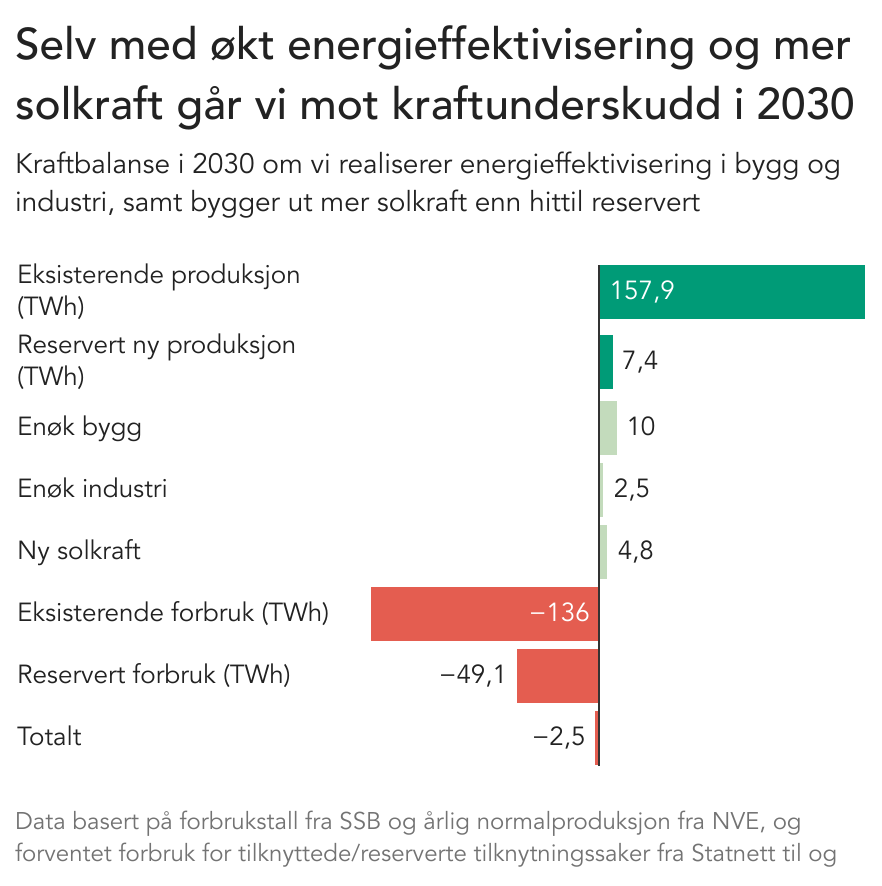 Selv med økt energieffektivisering og mer
solkraft går vi mot kraftunderskudd i 2030
Kraftbalanse i 2030 om vi realiserer energieffektivisering i bygg og
industri, samt bygger ut mer solkraft enn hittil reservert
Eksisterende produksjon
(TWh)
157,9
Reservert ny produksjon
(TWh)
7,4
Enøk bygg
10
Enøk industri
2,5
Ny solkraft
4,8
Eksisterende forbruk (TWh)
−136
Reservert forbruk (TWh)
−49,1
Totalt
−2,5
Data basert på forbrukstall fra SSB og årlig normalproduksjon fra NVE, og
forventet forbruk for tilknyttede/reserverte tilknytningssaker fra Statnett til og